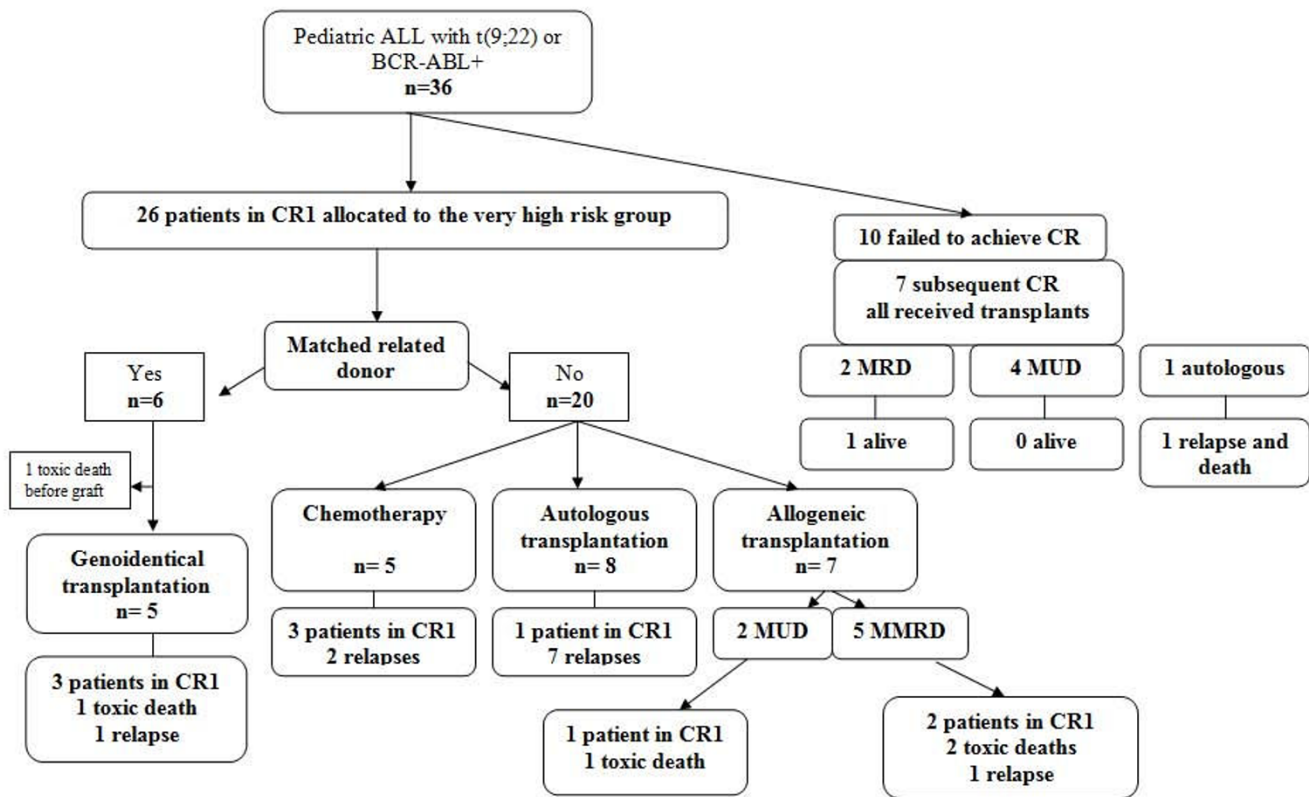 Pediatric ALL with t(9;22) or
BCR-ABL+
n=36
26 patients in CR1 allocated to the very high risk group
10 failed to achieve CR
7 subsequent CR
all received transplants
2 MRD
4 MUD
1 autologous
1 alive
0 alive
1 relapse and
death
Matched related
donor
Yes
n=6
No
n=20
1 toxic death
before graft
Genoidentical
transplantation
n= 5
3 patients in CR1
1 toxic death
1 relapse
Chemotherapy
n= 5
3 patients in CR1
2 relapses
Autologous
transplantation
n= 8
1 patient in CR1
7 relapses
Allogeneic
transplantation
n= 7
2 MUD
5 MMRD
1 patient in CR1
1 toxic death
2 patients in CR1
2 toxic deaths
1 relapse